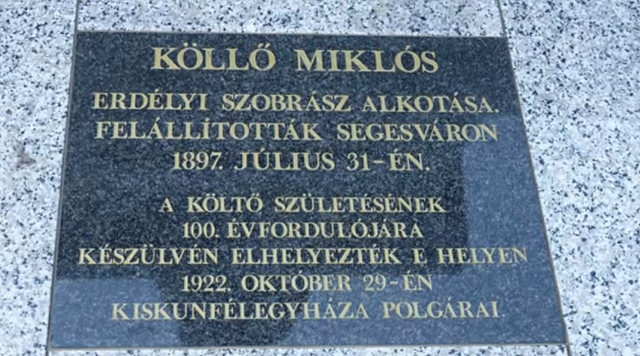 KÖLLŐ MIKLÓS
ERDÉLYI SZOBRÁSZ ALKOTÁSA.
FELÁLLÍTOTTÁK SEGESVÁRON
1897. JÚLIUS 31-ÉN.
A KÖLTŐ SZÜLETÉSÉNEK
100. ÉVFORDULÓJÁRA
KÉSZÜLVÉN ELHELYEZTÉK E HELYEN
1922. OKTÓBER 29-ÉN
KISKUNFÉLEGYHÁZA POLGÁRAI.